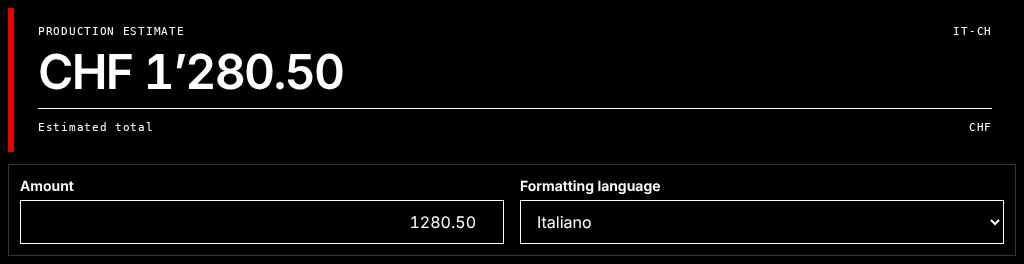 PRODUCTION ESTIMATE IT-CH
CHF 1’280.50
Estimated total CHF
Amount Formatting language
1280.50 Italiano